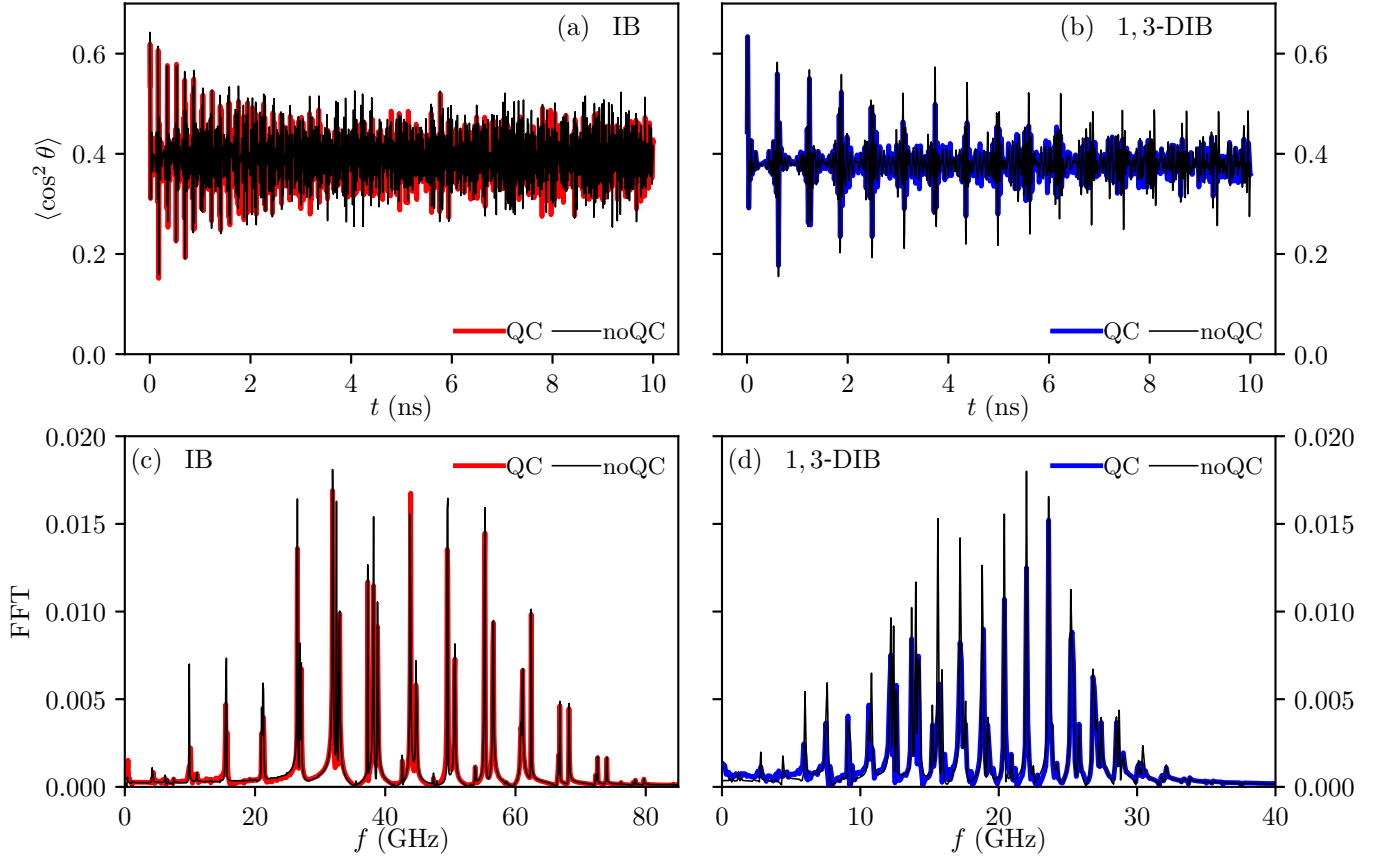 (a) IB
0.6
0.4
0.2
0.0
⟨cos² θ⟩
QC noQC
0 2 4 6 8 10
t (ns)
(b) 1, 3-DIB
0.6
0.4
0.2
0.0
QC noQC
0 2 4 6 8 10
t (ns)
(c) IB
QC noQC
0.020
0.015
0.010
0.005
0.000
FFT
0 20 40 60 80
f (GHz)
(d) 1, 3-DIB
QC noQC
0.020
0.015
0.010
0.005
0.000
0 10 20 30 40
f (GHz)